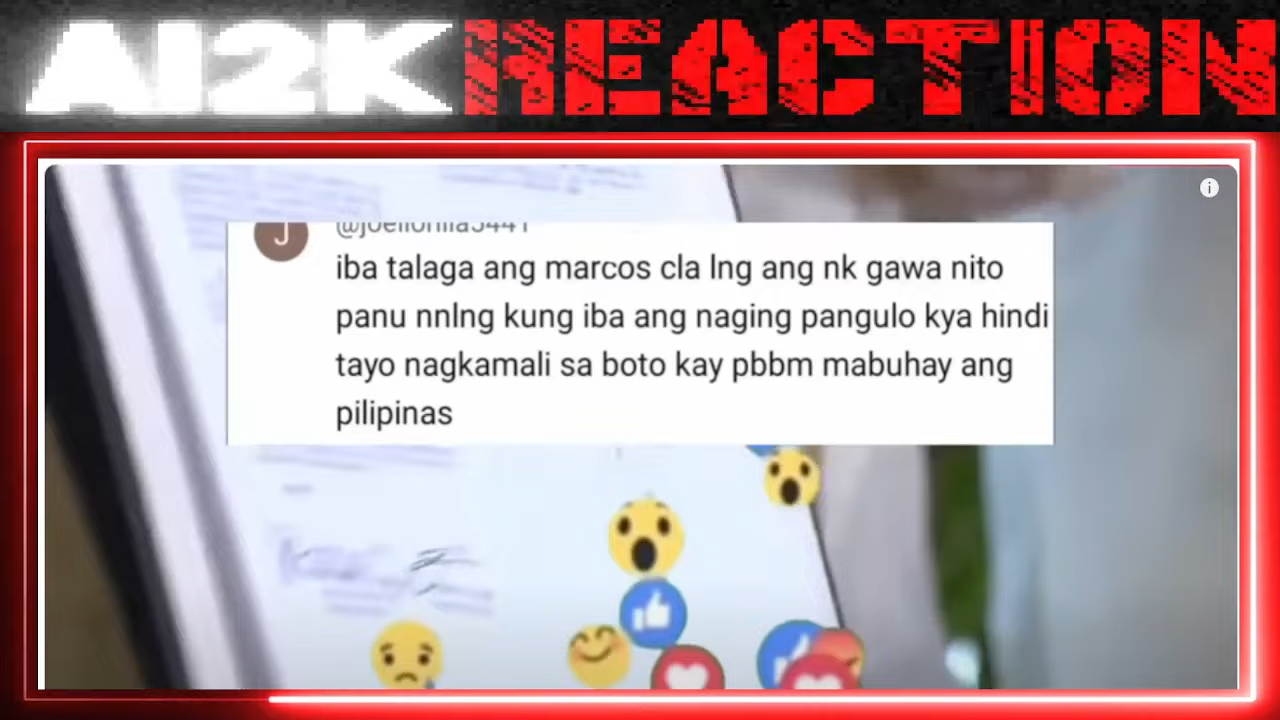 AI2K REACTION
J
iba talaga ang marcos cla lng ang nk gawa nito
panu nnlng kung iba ang naging pangulo kya hindi
tayo nagkamali sa boto kay pbbm mabuhay ang
pilipinas